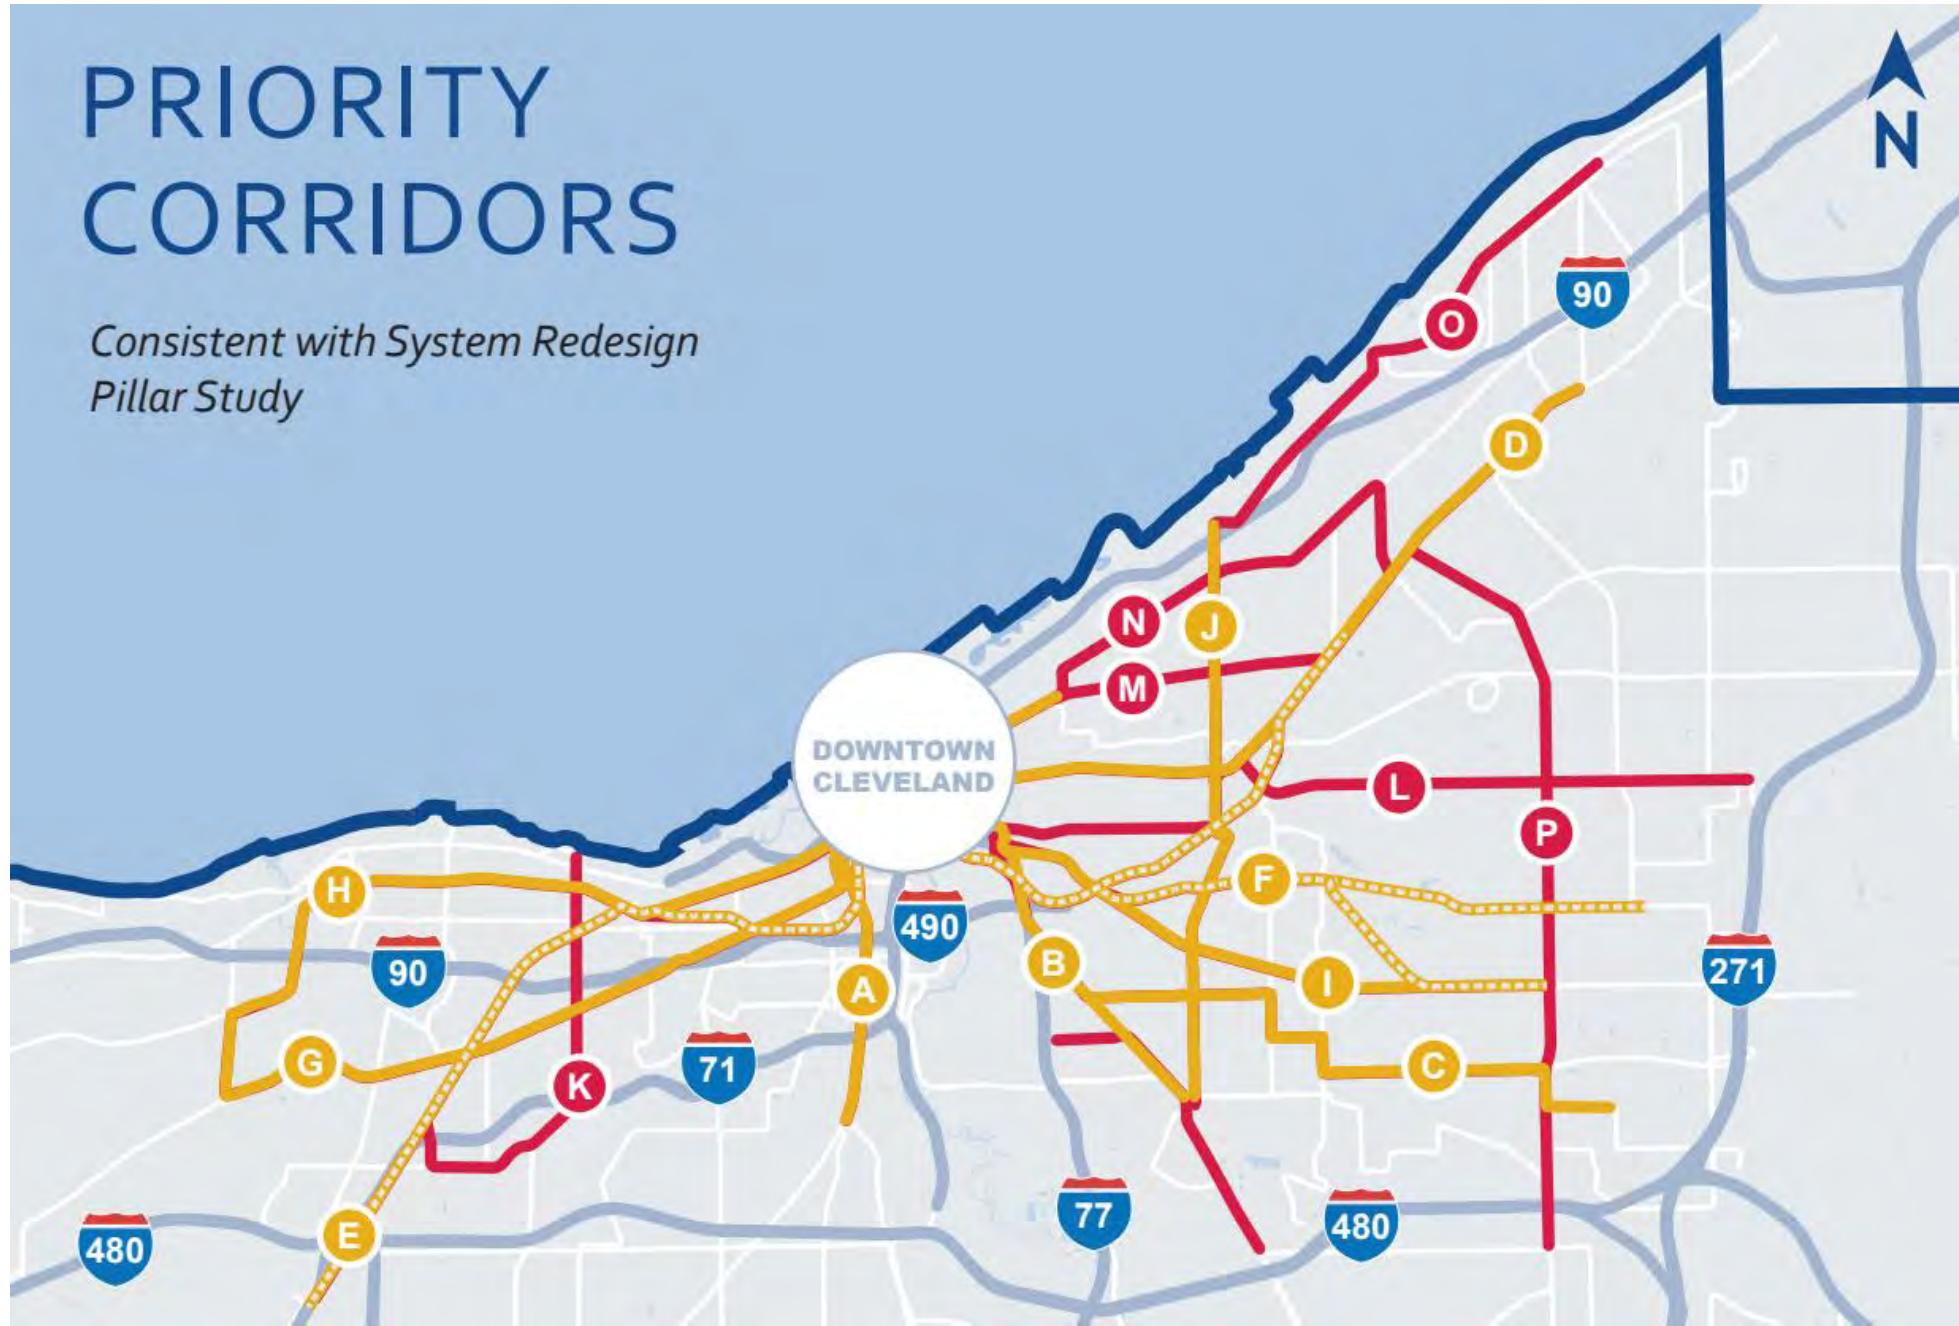 PRIORITY
CORRIDORS
Consistent with System Redesign
Pillar Study
N
90
O
D
N
J
M
DOWNTOWN
CLEVELAND
L
P
H
F
490
90
B
271
A
I
G
71
K
C
77
480
E
480